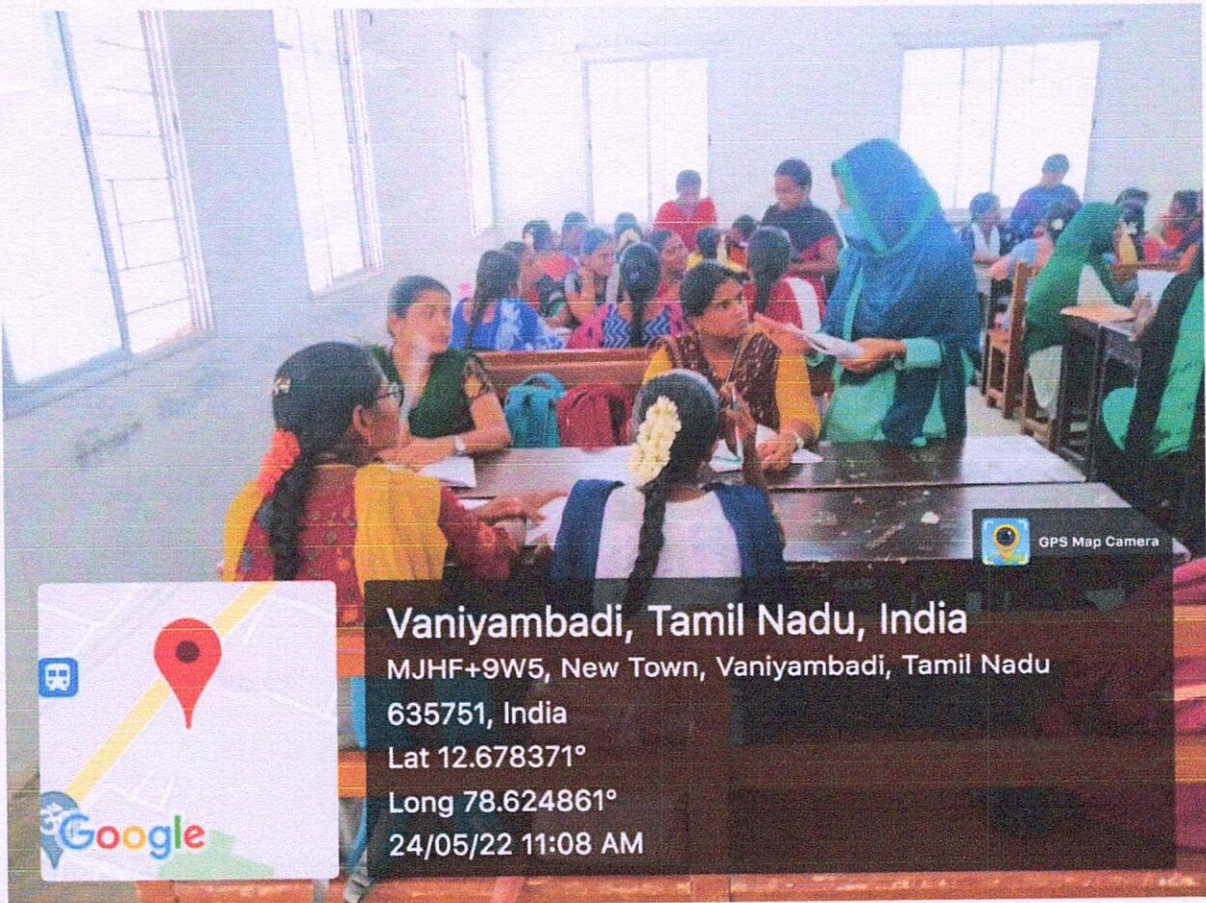 GPS Map Camera
Vaniyambadi, Tamil Nadu, India
MJHF+9W5, New Town, Vaniyambadi, Tamil Nadu
635751, India
Lat 12.678371°
Long 78.624861°
24/05/22 11:08 AM
Google